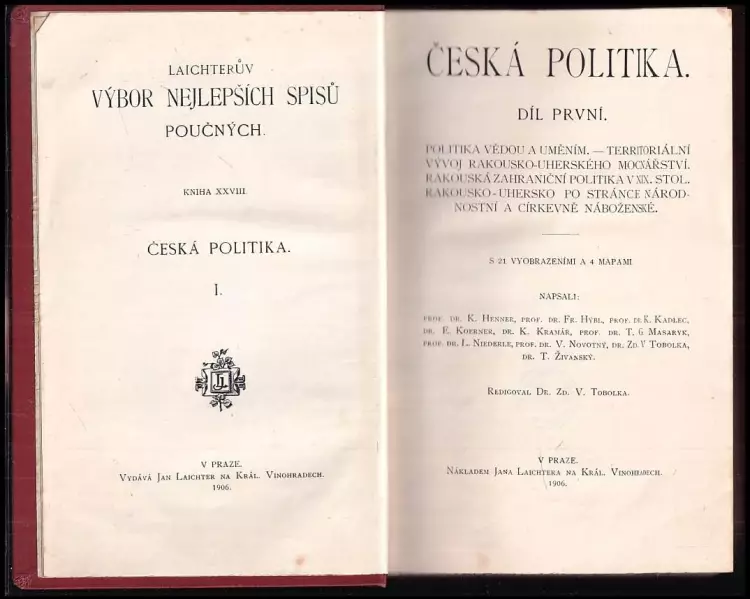 LAICHTERŮV
VÝBOR NEJLEPŠÍCH SPISŮ
POUČNÝCH.
KNIHA XXVIII.
ČESKÁ POLITIKA.
I.
JL
V PRAZE.
VYDÁVÁ JAN LAICHTER NA KRÁL. VINOHRADECH.
1906.
ČESKÁ POLITIKA.
DÍL PRVNÍ.
POLITIKA VĚDOU A UMĚNÍM. — TERRITORIÁLNÍ
VÝVOJ RAKOUSKO-UHERSKÉHO MOCNÁŘSTVÍ.
RAKOUSKÁ ZAHRANIČNÍ POLITIKA V XIX. STOL.
RAKOUSKO-UHERSKO PO STRÁNCE NÁROD-
NOSTNÍ A CÍRKEVNĚ NÁBOŽENSKÉ.
S 21 VYOBRAZENÍMI A 4 MAPAMI
NAPSALI:
PROF. DR. K. HENNER, PROF. DR. FR. HÝBL, PROF. DR. K. KADLEC,
DR. E. KOERNER, DR. K. KRAMÁŘ, PROF. DR. T. G. MASARYK,
PROF. DR. L. NIEDERLE, PROF. DR. V. NOVOTNÝ, DR. ZD. V. TOBOLKA,
DR. T. ŽIVANSKÝ.
REDIGOVAL DR. ZD. V. TOBOLKA.
V PRAZE.
NÁKLADEM JANA LAICHTERA NA KRÁL. VINOHRADECH.
1906.